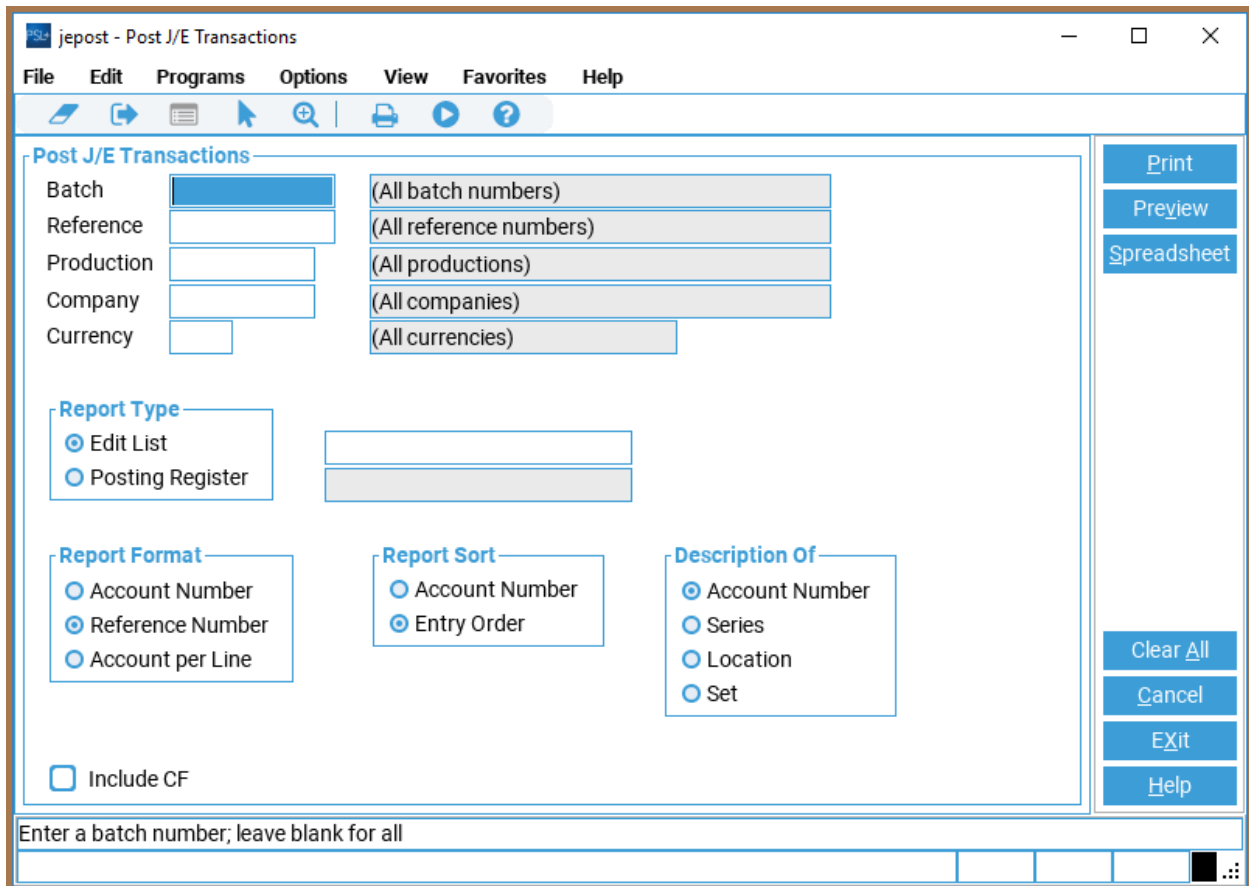 PSL+ jepost - Post J/E Transactions
File Edit Programs Options View Favorites Help
Post J/E Transactions
Batch (All batch numbers)
Reference (All reference numbers)
Production (All productions)
Company (All companies)
Currency (All currencies)
Report Type
Edit List
Posting Register
Report Format
Account Number
Reference Number
Account per Line
Report Sort
Account Number
Entry Order
Description Of
Account Number
Series
Location
Set
Include CF
Print
Preview
Spreadsheet
Clear All
Cancel
EXit
Help
Enter a batch number; leave blank for all